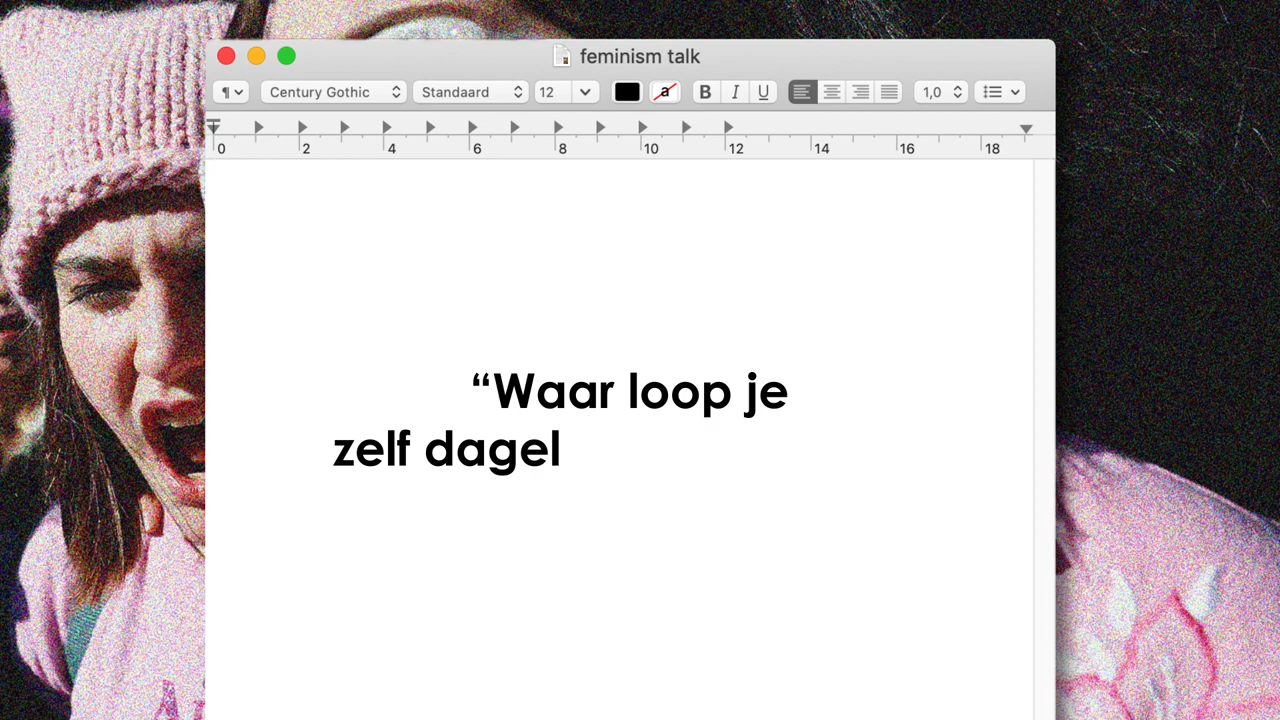 feminism talk
¶ Century Gothic Standaard 12 a B I U 1,0
0 2 4 6 8 10 12 14 16 18
“Waar loop je
zelf dagel